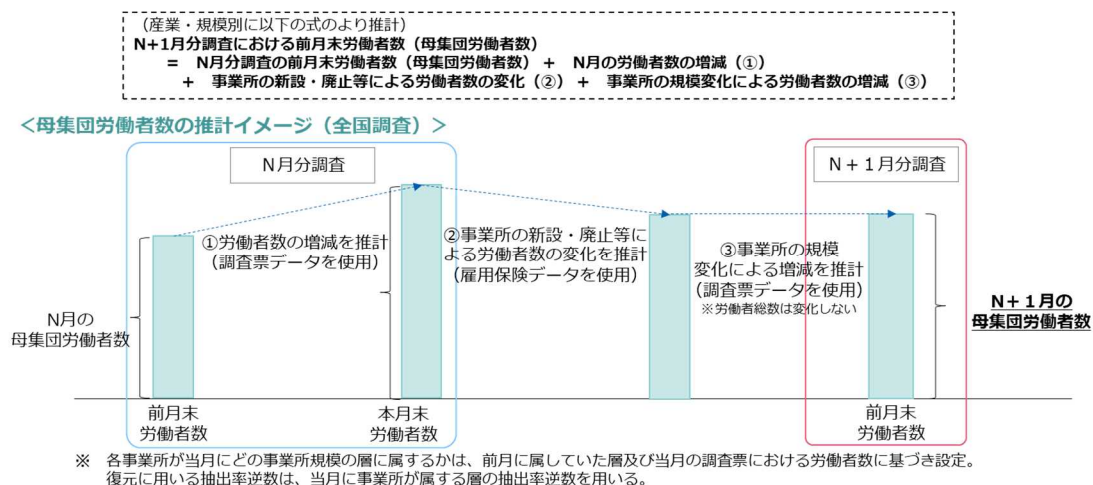 （産業・規模別に以下の式のより推計）
N+1月分調査における前月末労働者数（母集団労働者数）
＝ N月分調査の前月末労働者数（母集団労働者数）＋ N月の労働者数の増減（①）
＋ 事業所の新設・廃止等による労働者数の変化（②）＋ 事業所の規模変化による労働者数の増減（③）
＜母集団労働者数の推計イメージ（全国調査）＞
N月分調査
N＋1月分調査
①労働者数の増減を推計
（調査票データを使用）
②事業所の新設・廃止等に
よる労働者数の変化を推計
（雇用保険データを使用）
③事業所の規模
変化による増減を推計
（調査票データを使用）
※労働者総数は変化しない
N月の
母集団労働者数
N＋1月の
母集団労働者数
前月末
労働者数
本月末
労働者数
前月末
労働者数
※ 各事業所が当月にどの事業所規模の層に属するかは、前月に属していた層及び当月の調査票における労働者数に基づき設定。
復元に用いる抽出率逆数は、当月に事業所が属する層の抽出率逆数を用いる。